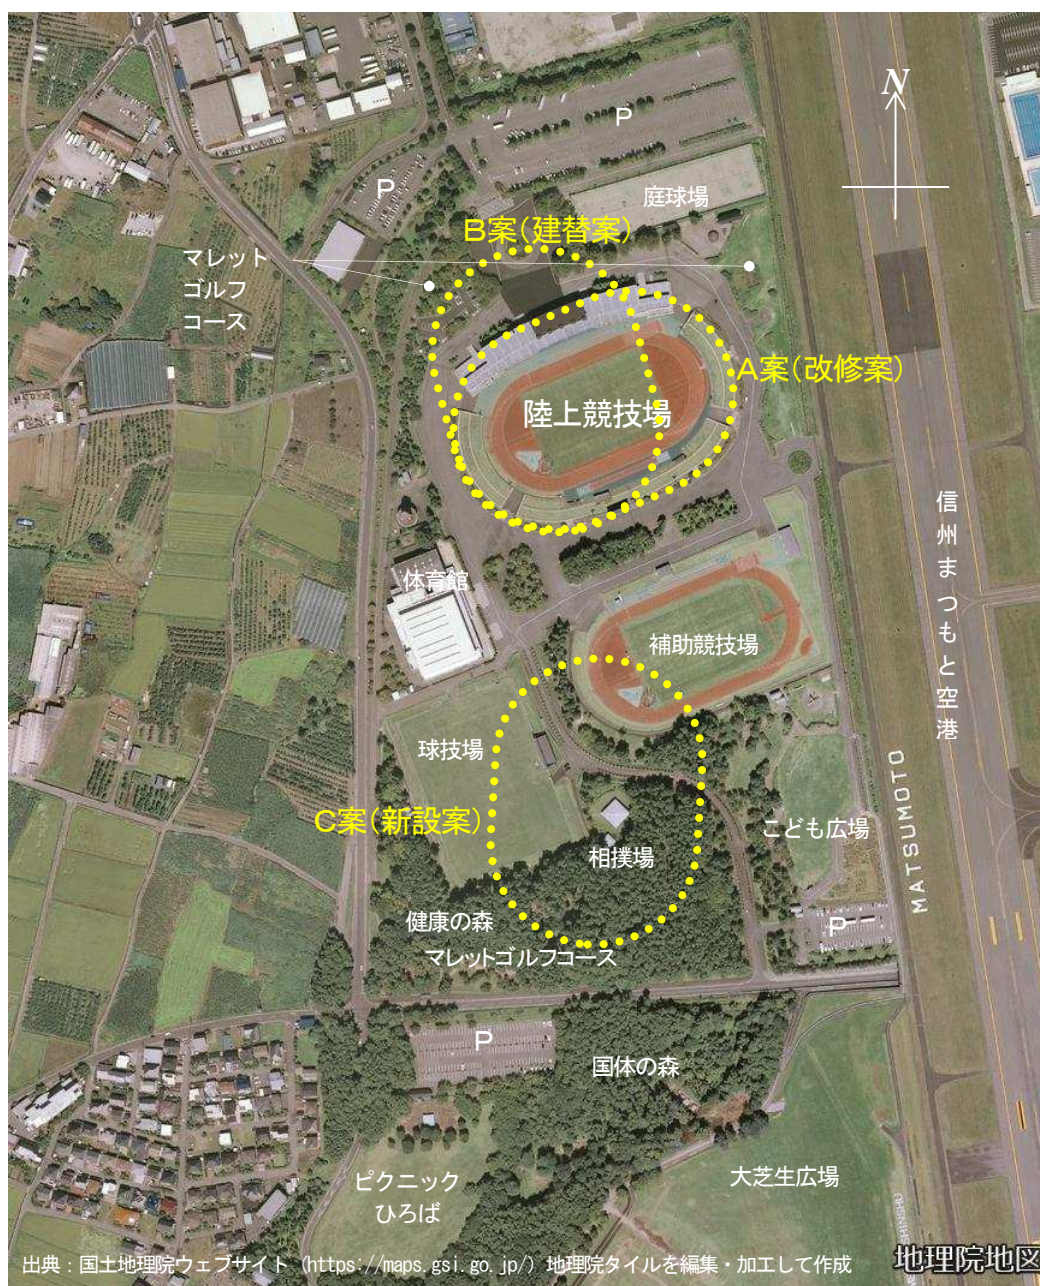 N
P
P
庭球場
B案(建替案)
マレット
ゴルフ
コース
A案(改修案)
陸上競技場
信州まつもと空港
体育館
補助競技場
球技場
MATSUMOTO
C案(新設案)
こども広場
相撲場
健康の森
P
マレットゴルフコース
P
国体の森
大芝生広場
ピクニック
ひろば
SHINSHU
出典：国土地理院ウェブサイト（https://maps.gsi.go.jp/）地理院タイルを編集・加工して作成
地理院地図